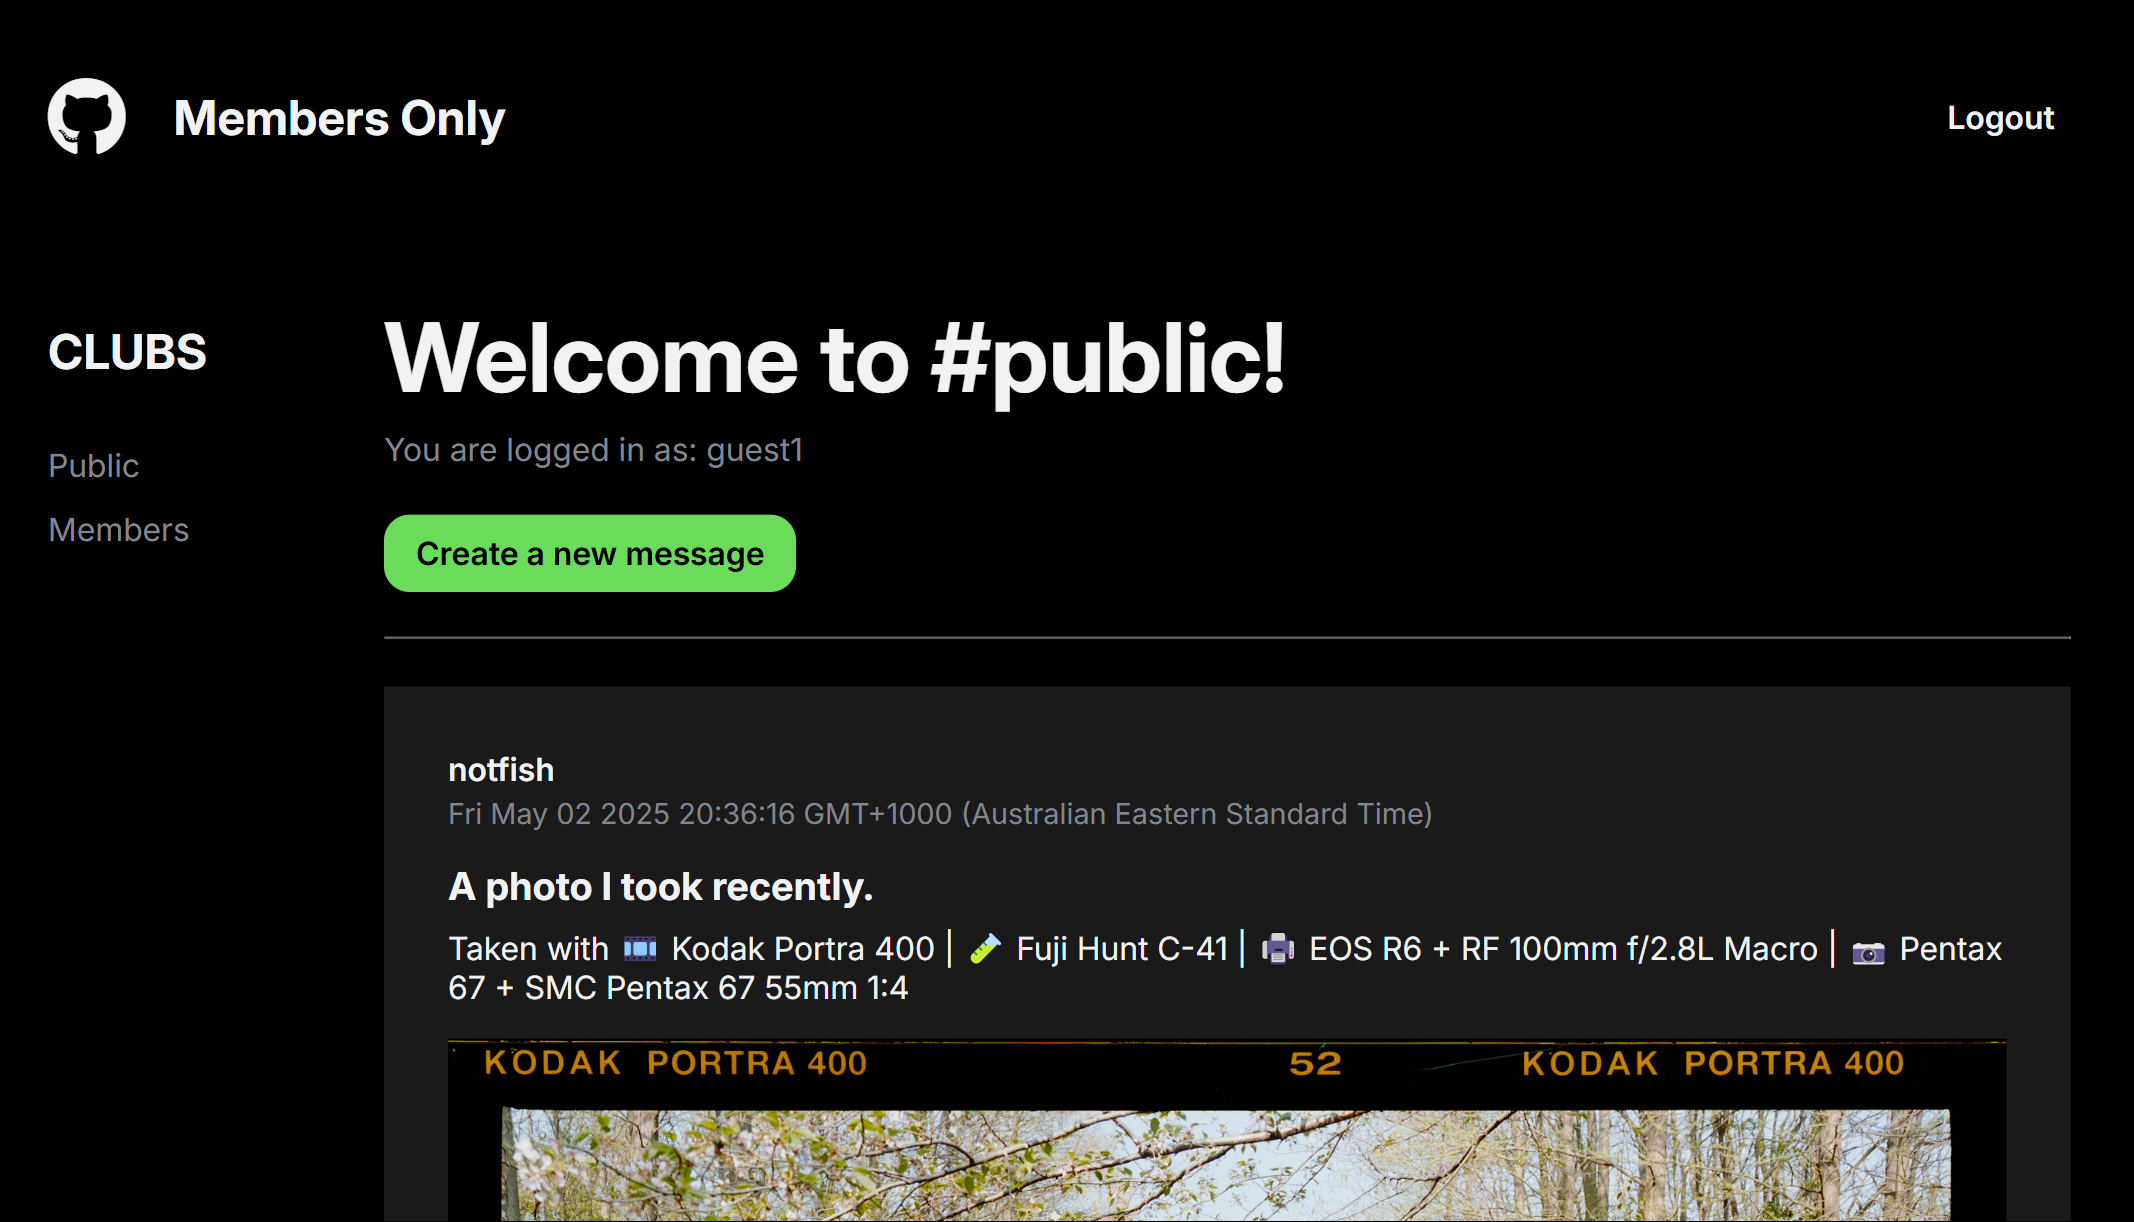 Members Only
Logout
CLUBS
Public
Members
Welcome to #public!
You are logged in as: guest1
Create a new message
notfish
Fri May 02 2025 20:36:16 GMT+1000 (Australian Eastern Standard Time)
A photo I took recently.
Taken with 🎞️ Kodak Portra 400 | 🧪 Fuji Hunt C-41 | 🖨️ EOS R6 + RF 100mm f/2.8L Macro | 📷 Pentax
67 + SMC Pentax 67 55mm 1:4
KODAK PORTRA 400 52 KODAK PORTRA 400